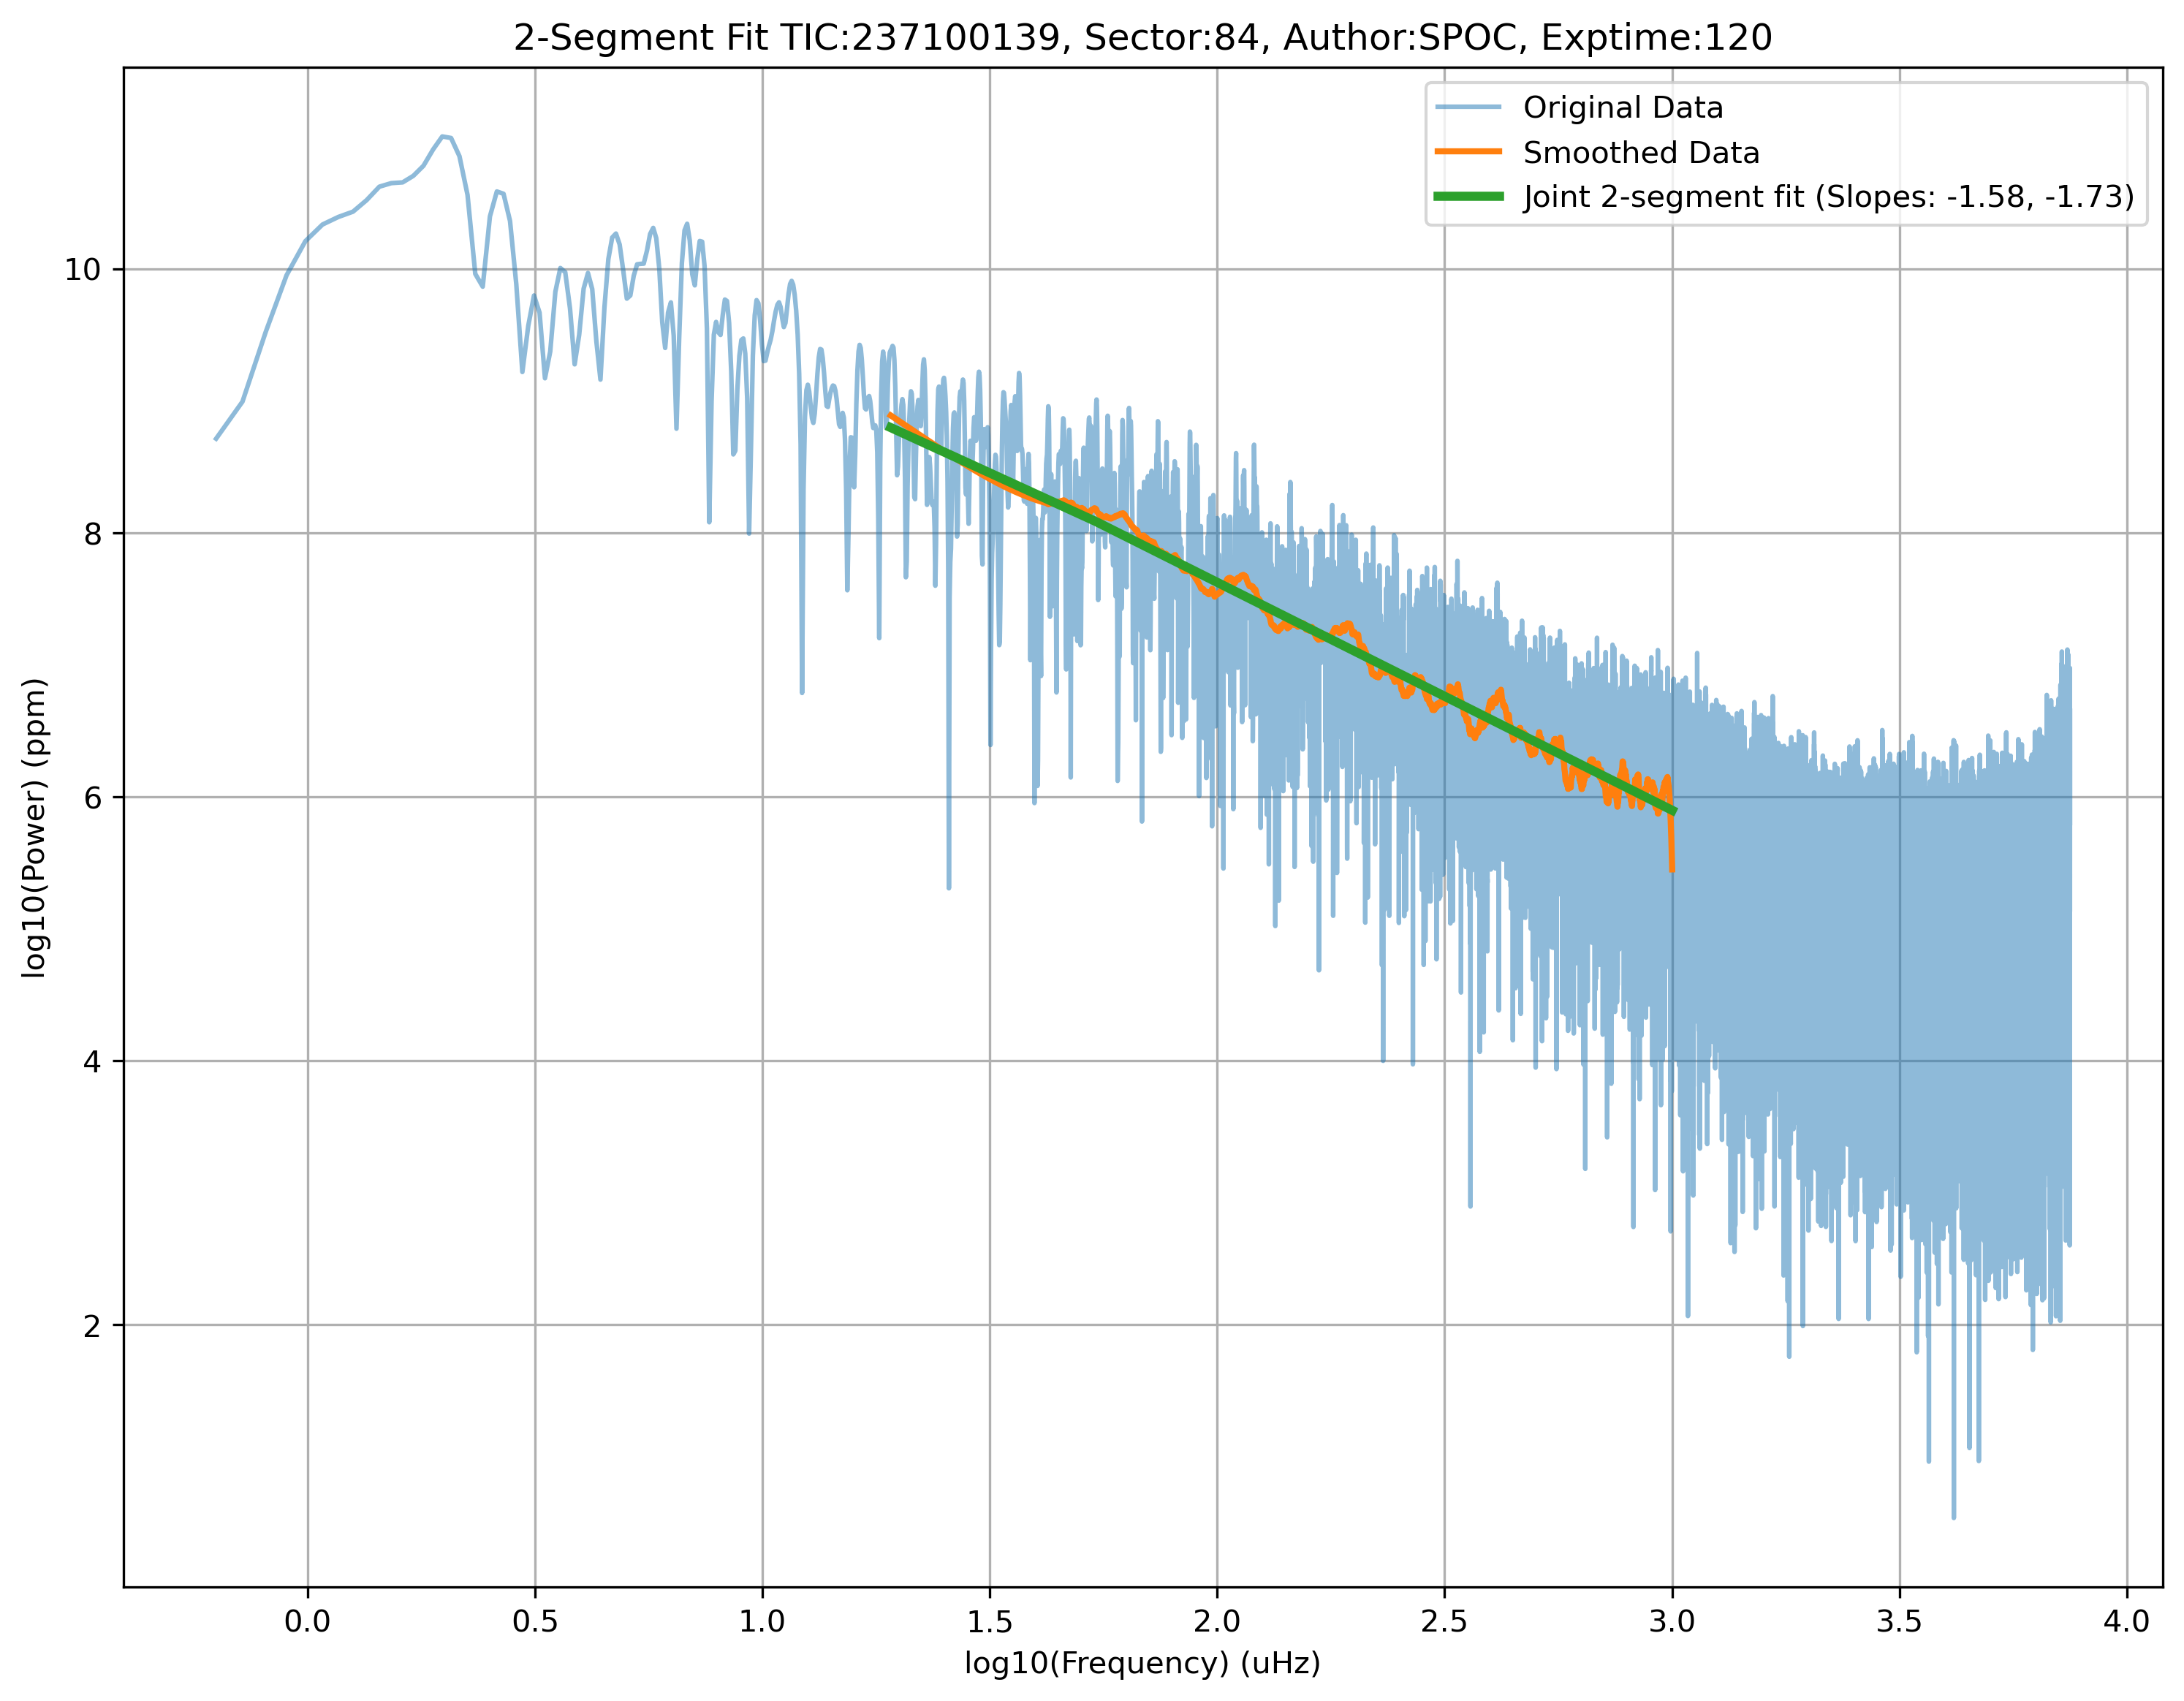 2-Segment Fit TIC:237100139, Sector:84, Author:SPOC, Exptime:120
Original Data
Smoothed Data
Joint 2-segment fit (Slopes: -1.58, -1.73)
log10(Power) (ppm)
10
8
6
4
2
0.0 0.5 1.0 1.5 2.0 2.5 3.0 3.5 4.0
log10(Frequency) (uHz)